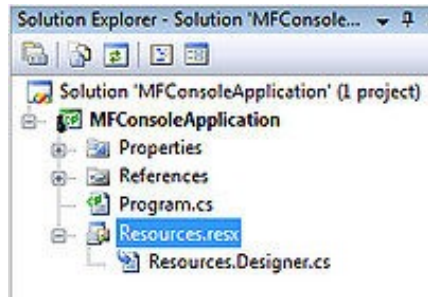 Solution Explorer - Solution 'MFConsole...
Solution 'MFConsoleApplication' (1 project)
MFConsoleApplication
Properties
References
Program.cs
Resources.resx
Resources.Designer.cs